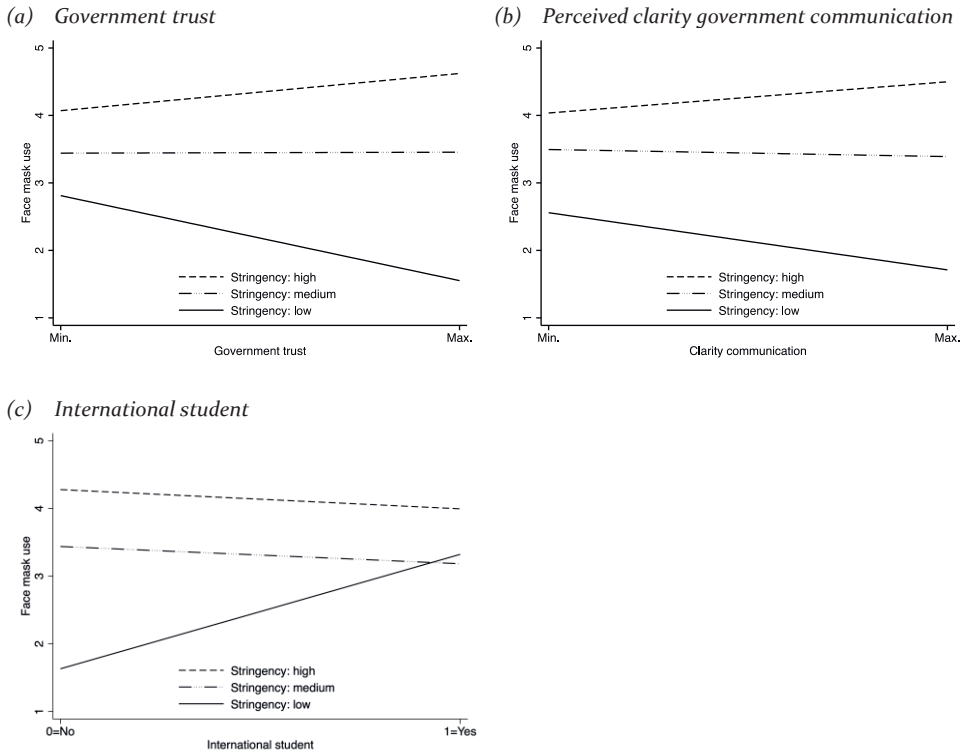 (a) Government trust
5
4
3
2
1
Face mask use
Stringency: high
Stringency: medium
Stringency: low
Min.
Max.
Government trust
(b) Perceived clarity government communication
5
4
3
2
1
Face mask use
Stringency: high
Stringency: medium
Stringency: low
Min.
Max.
Clarity communication
(c) International student
5
4
3
2
1
Face mask use
Stringency: high
Stringency: medium
Stringency: low
0=No
1=Yes
International student